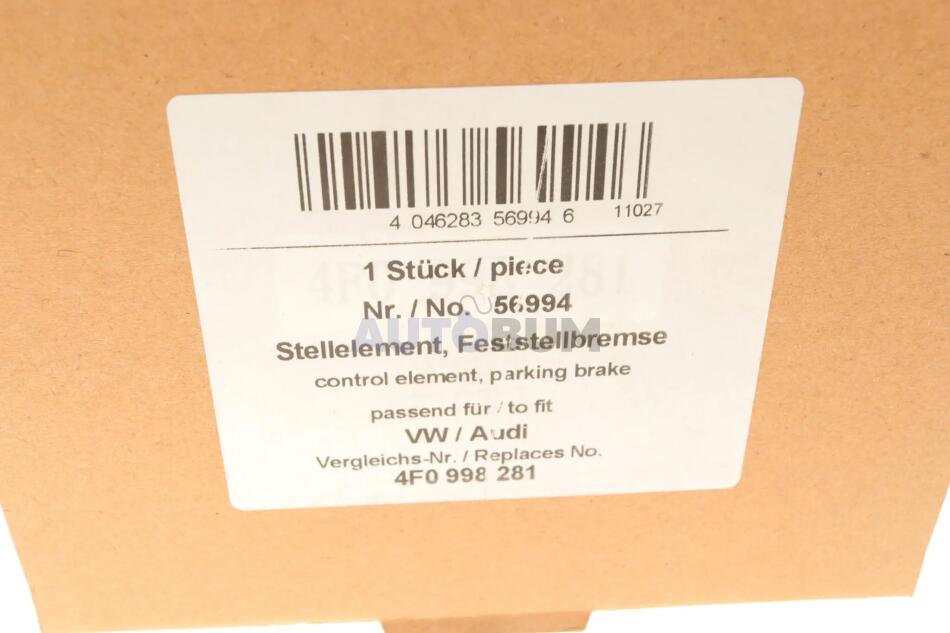 4 046283 56994 6 11027
1 Stück / piece
Nr. / No. 56994
AUTOBUM
Stellelement, Feststellbremse
control element, parking brake
passend für / to fit
VW / Audi
Vergleichs-Nr. / Replaces No.
4F0 998 281